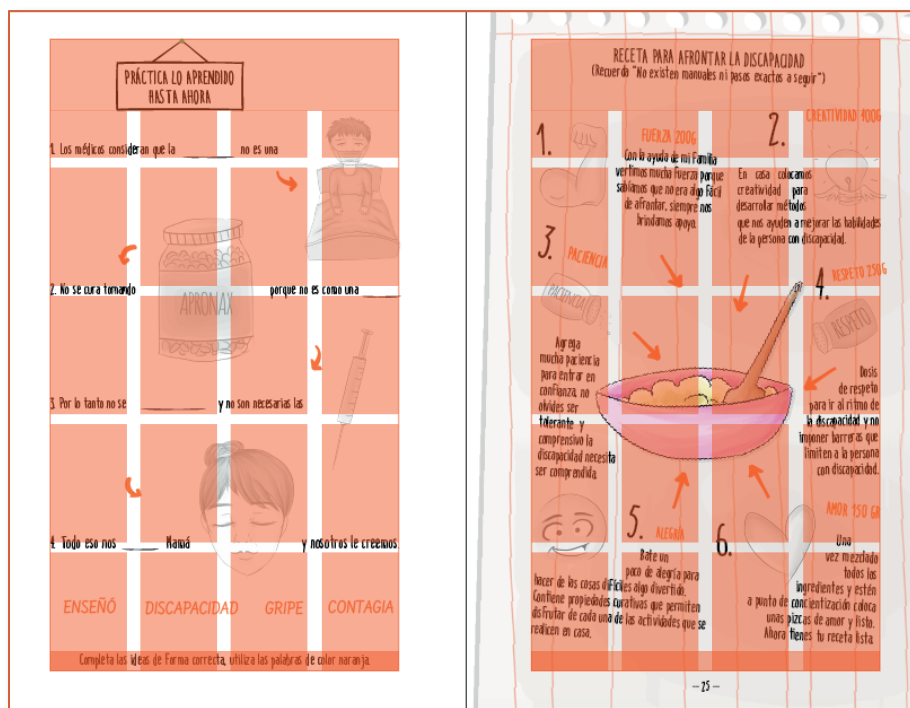 PRÁCTICA LO APRENDIDO
HASTA AHORA
1. Los médicos consideran que la ________ no es una
2. No se cura tomando
APRONAX
porque no es como una ______
3. Por lo tanto no se __________ y no son necesarias las
4. Todo eso nos _____ Mamá y nosotros le creemos.
ENSEÑÓ DISCAPACIDAD GRIPE CONTAGIA
Completa las ideas de Forma correcta, utiliza las palabras de color naranja.
RECETA PARA AFRONTAR LA DISCAPACIDAD
(Recuerda "No existen manuales ni pasos exactos a seguir")
1.
FUERZA 200G
Con la ayuda de mi Familia
vertimos mucha Fuerza porque
sabíamos que no era algo Fácil
de afrontar, siempre nos
brindamos apoyo.
2.
CREATIVIDAD 400G
En casa colocamos
creatividad para
desarrollar métodos
que nos ayuden a mejorar las habilidades
de la persona con discapacidad.
3.
PACIENCIA
PACIENCIA
Agrega
mucha paciencia
para entrar en
confianza, no
olvides ser
tolerante y
comprensivo la
discapacidad necesita
ser comprendida.
4.
RESPETO 250G
RESPETO
Dosis
de respeto
para ir al ritmo de
la discapacidad y no
imponer barreras que
limiten a la persona
con discapacidad.
5.
ALEGRÍA
Bate un
poco de alegría para
hacer de las cosas difíciles algo divertido.
Contiene propiedades curativas que permiten
disfrutar de cada una de las actividades que se
realicen en casa.
6.
AMOR 150 GR
Una
vez mezclado
todos los
ingredientes y estén
a punto de concientización coloca
unas pizcas de amor y listo.
Ahora tienes tu receta lista.
— 25 —